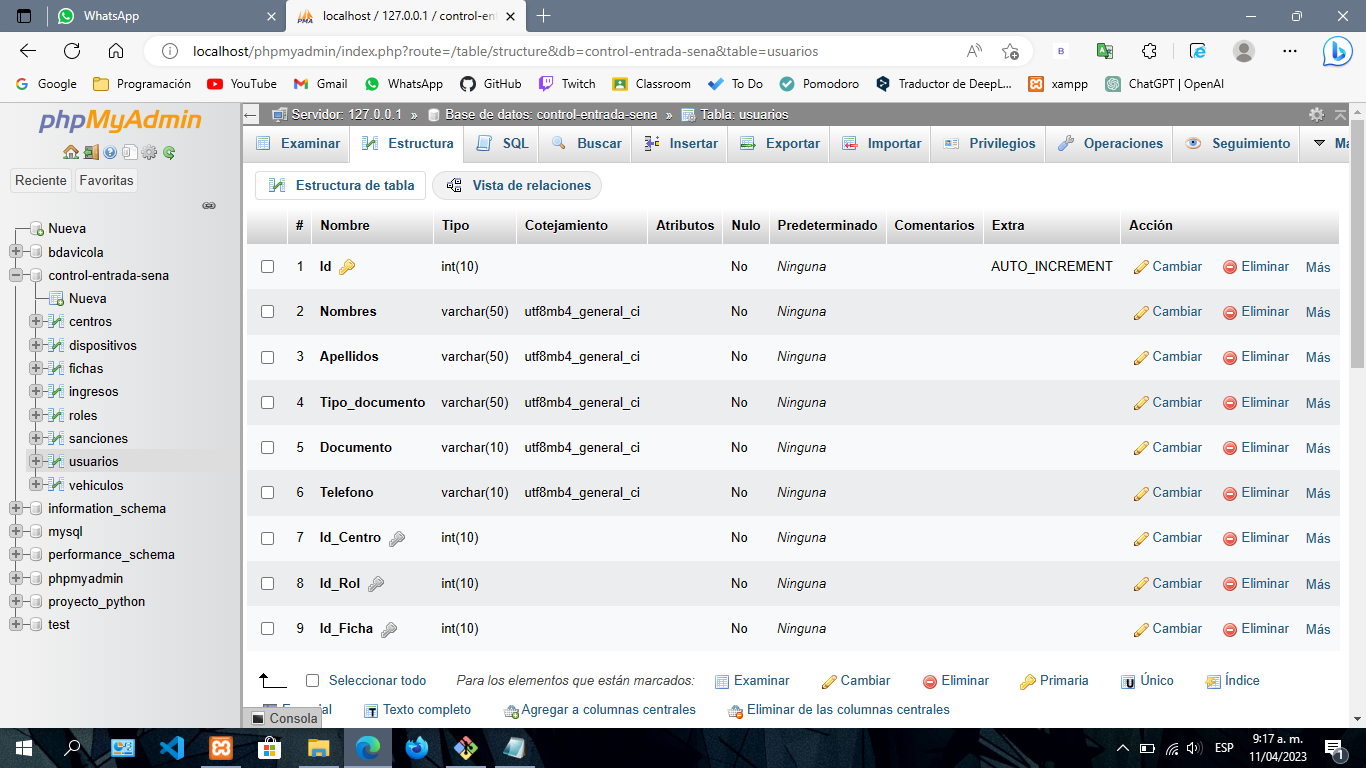 WhatsApp
localhost / 127.0.0.1 / control-ent
localhost/phpmyadmin/index.php?route=/table/structure&db=control-entrada-sena&table=usuarios
Google Programación YouTube Gmail WhatsApp GitHub Twitch Classroom To Do Pomodoro Traductor de DeepL... xampp ChatGPT | OpenAI
phpMyAdmin
Reciente Favoritas
Nueva
bdavicola
control-entrada-sena
Nueva
centros
dispositivos
fichas
ingresos
roles
sanciones
usuarios
vehiculos
information_schema
mysql
performance_schema
phpmyadmin
proyecto_python
test
Servidor: 127.0.0.1 » Base de datos: control-entrada-sena » Tabla: usuarios
Examinar Estructura SQL Buscar Insertar Exportar Importar Privilegios Operaciones Seguimiento Má
Estructura de tabla Vista de relaciones
# Nombre Tipo Cotejamiento Atributos Nulo Predeterminado Comentarios Extra Acción
1 Id int(10) No Ninguna AUTO_INCREMENT Cambiar Eliminar Más
2 Nombres varchar(50) utf8mb4_general_ci No Ninguna Cambiar Eliminar Más
3 Apellidos varchar(50) utf8mb4_general_ci No Ninguna Cambiar Eliminar Más
4 Tipo_documento varchar(50) utf8mb4_general_ci No Ninguna Cambiar Eliminar Más
5 Documento varchar(10) utf8mb4_general_ci No Ninguna Cambiar Eliminar Más
6 Telefono varchar(10) utf8mb4_general_ci No Ninguna Cambiar Eliminar Más
7 Id_Centro int(10) No Ninguna Cambiar Eliminar Más
8 Id_Rol int(10) No Ninguna Cambiar Eliminar Más
9 Id_Ficha int(10) No Ninguna Cambiar Eliminar Más
Seleccionar todo Para los elementos que están marcados: Examinar Cambiar Eliminar Primaria Único Índice
Texto completo Agregar a columnas centrales Eliminar de las columnas centrales
Consola
ESP
9:17 a. m.
11/04/2023
1